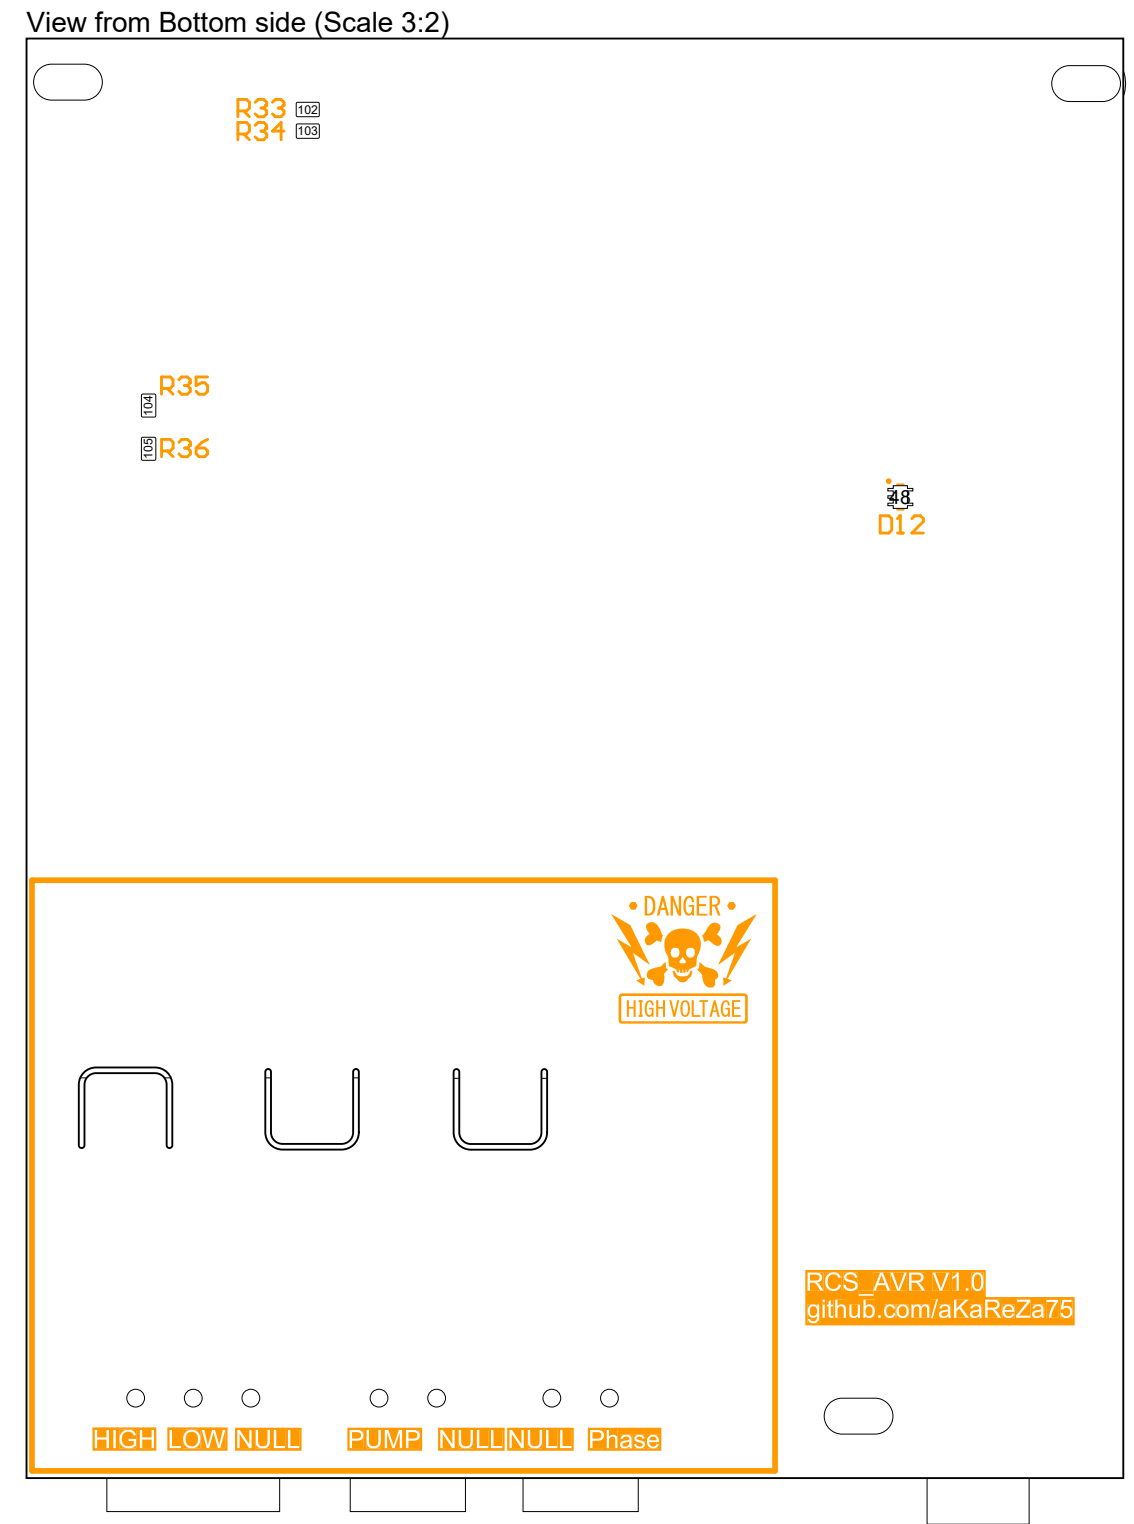 View from Bottom side (Scale 3:2)
R33 102
R34 103
R35
104
105 R36
48
D12
DANGER
HIGH VOLTAGE
RCS_AVR V1.0
github.com/aKaReZa75
HIGH LOW NULL PUMP NULL NULL Phase